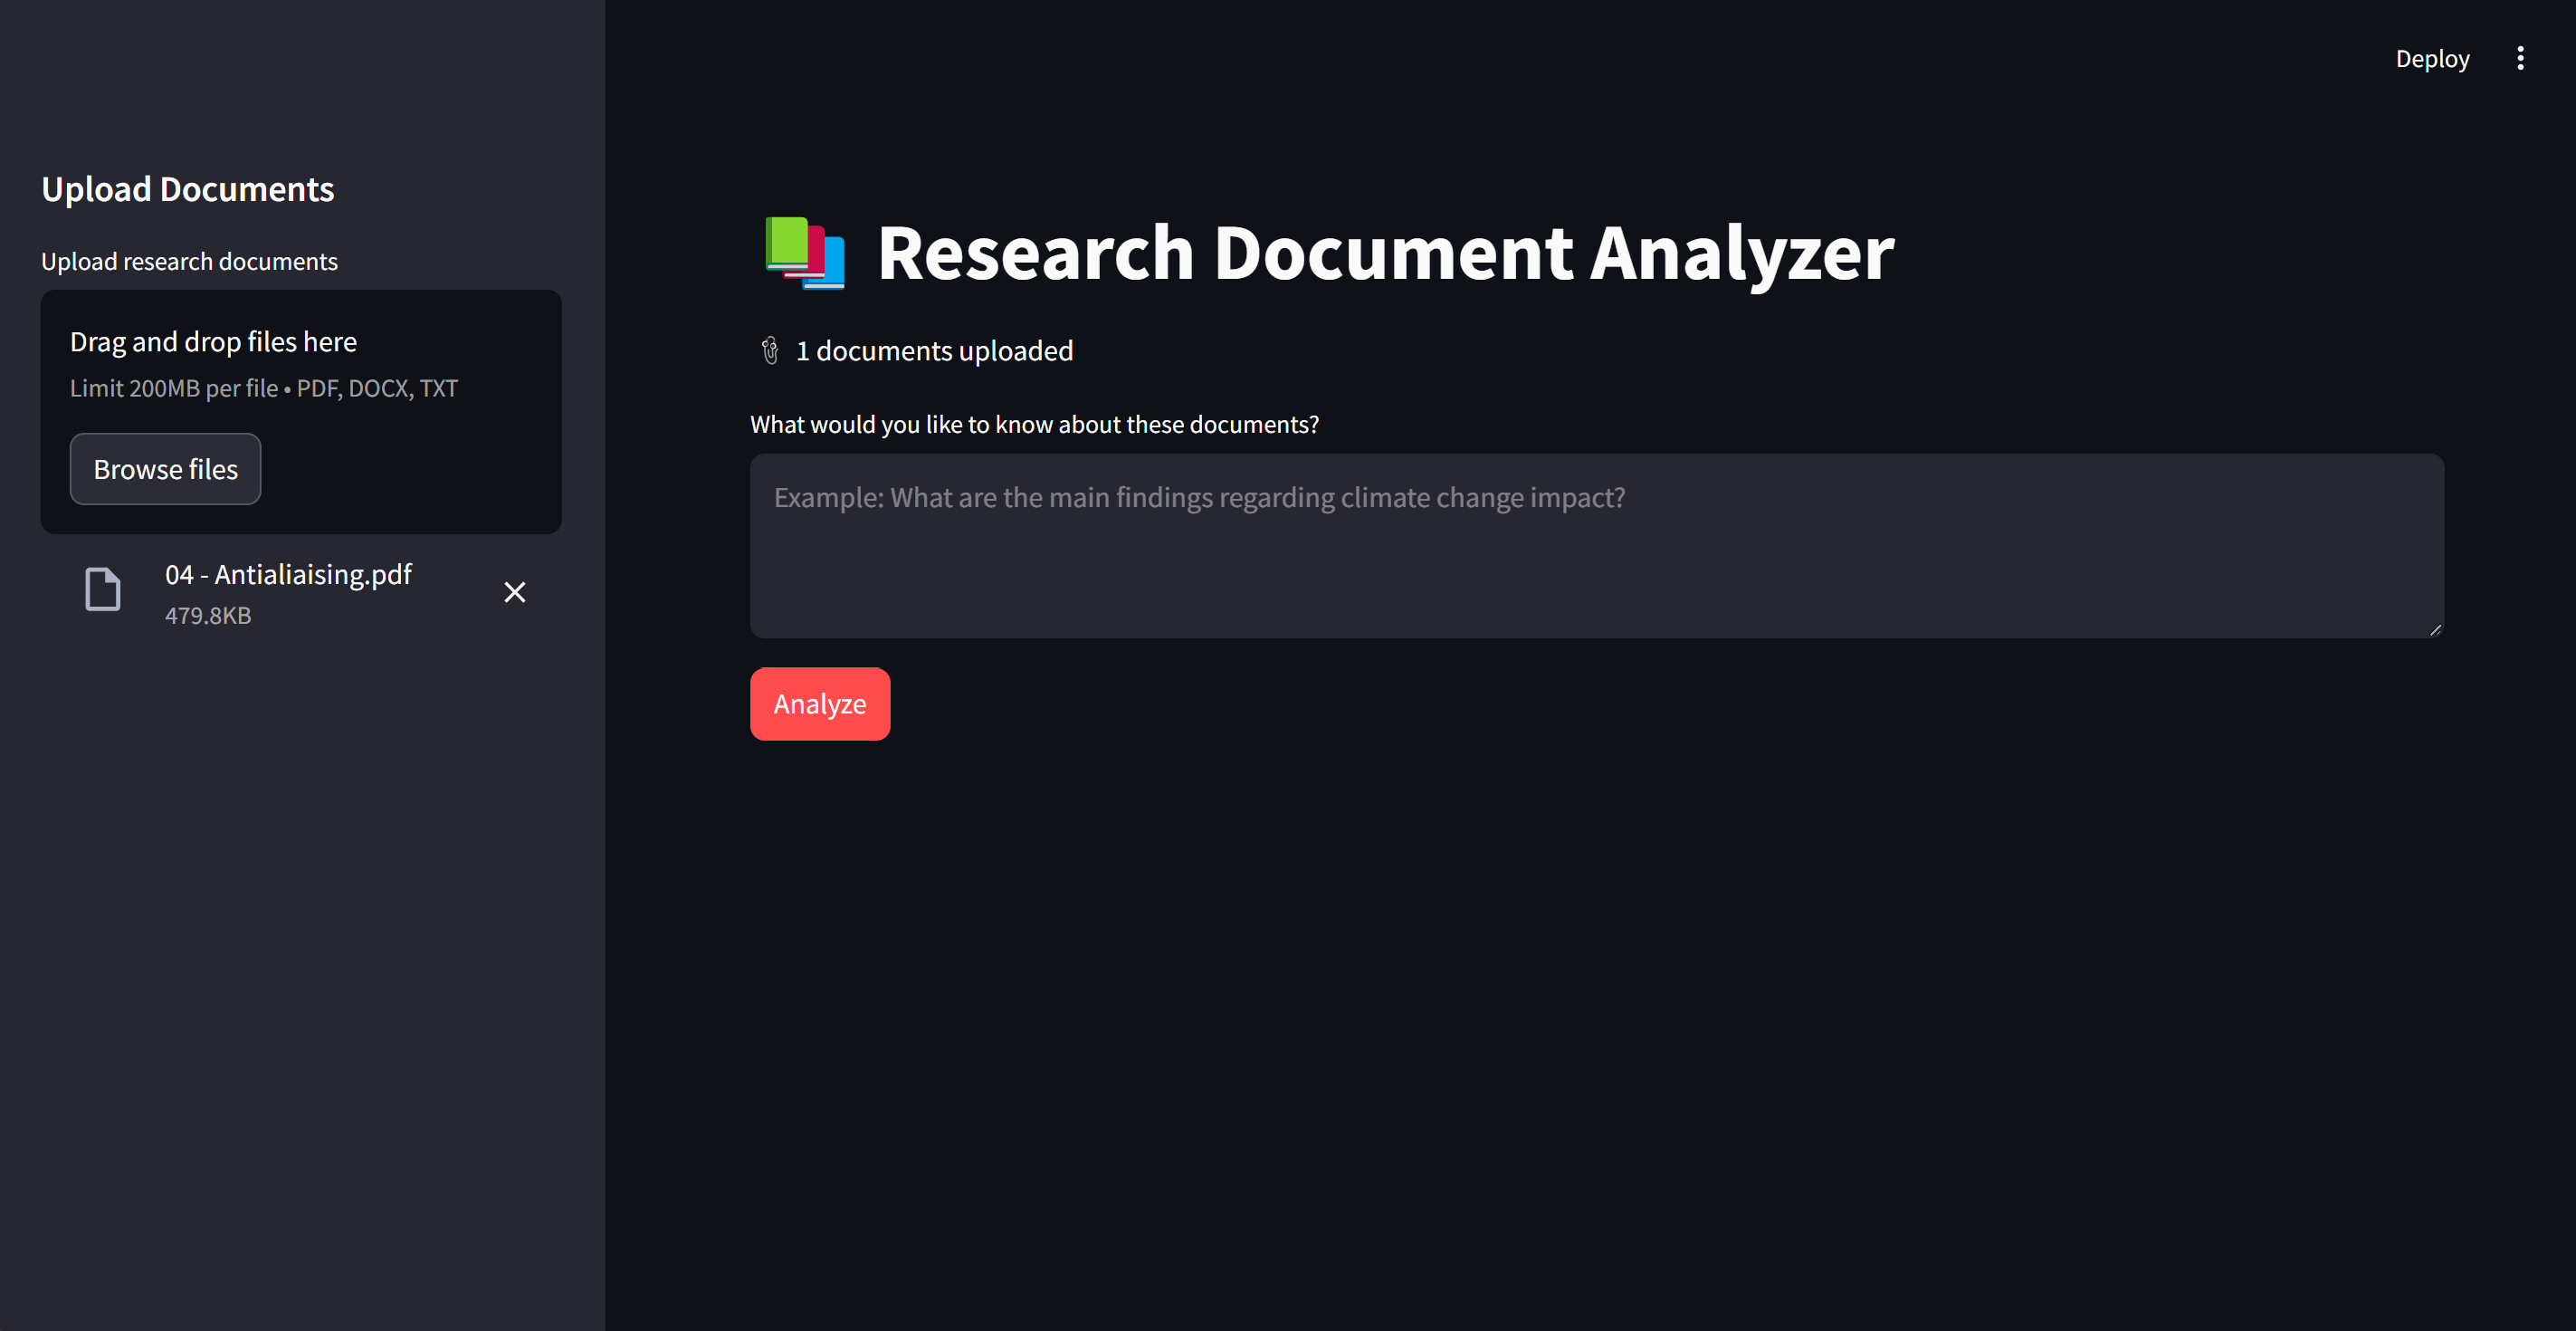 Deploy
Upload Documents
Upload research documents
Drag and drop files here
Limit 200MB per file • PDF, DOCX, TXT
Browse files
04 - Antialiaising.pdf
479.8KB
Research Document Analyzer
1 documents uploaded
What would you like to know about these documents?
Example: What are the main findings regarding climate change impact?
Analyze